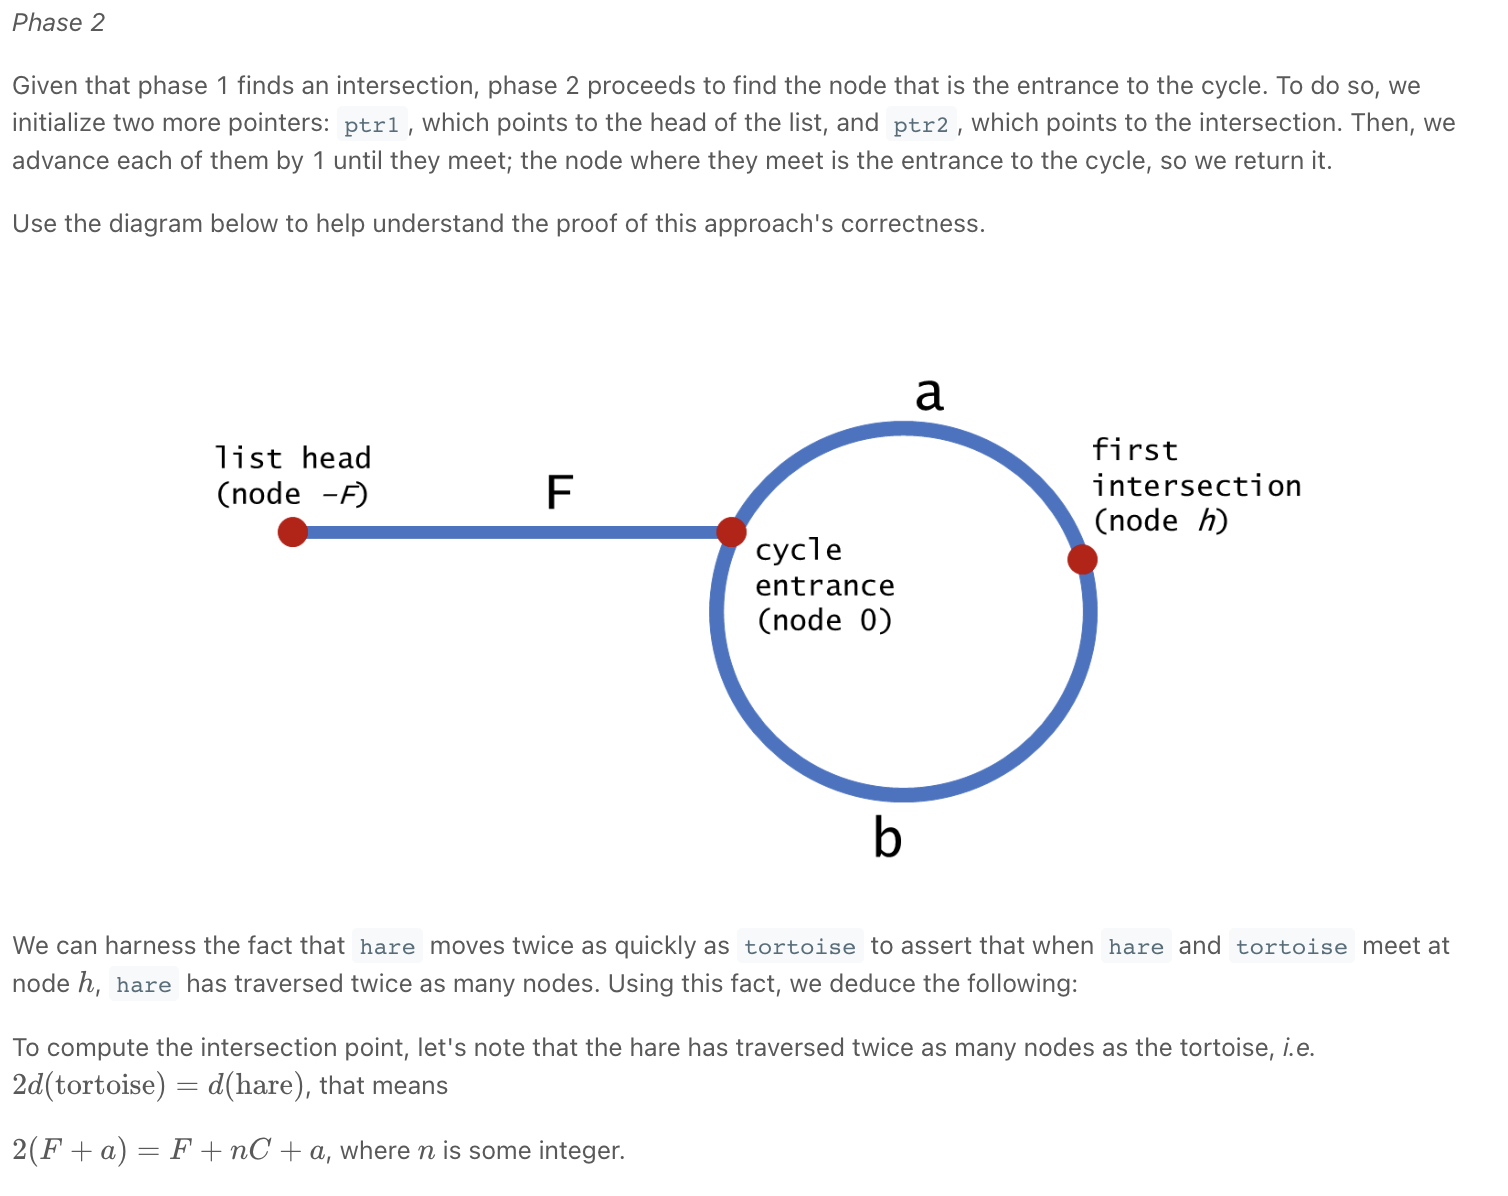 Phase 2
Given that phase 1 finds an intersection, phase 2 proceeds to find the node that is the entrance to the cycle. To do so, we
initialize two more pointers: ptr1 , which points to the head of the list, and ptr2 , which points to the intersection. Then, we
advance each of them by 1 until they meet; the node where they meet is the entrance to the cycle, so we return it.
Use the diagram below to help understand the proof of this approach's correctness.
a
list head
(node -F)
F
first
intersection
(node h)
cycle
entrance
(node 0)
b
We can harness the fact that hare moves twice as quickly as tortoise to assert that when hare and tortoise meet at
node h, hare has traversed twice as many nodes. Using this fact, we deduce the following:
To compute the intersection point, let's note that the hare has traversed twice as many nodes as the tortoise, i.e.
2d(tortoise) = d(hare), that means
2(F + a) = F + nC + a, where n is some integer.